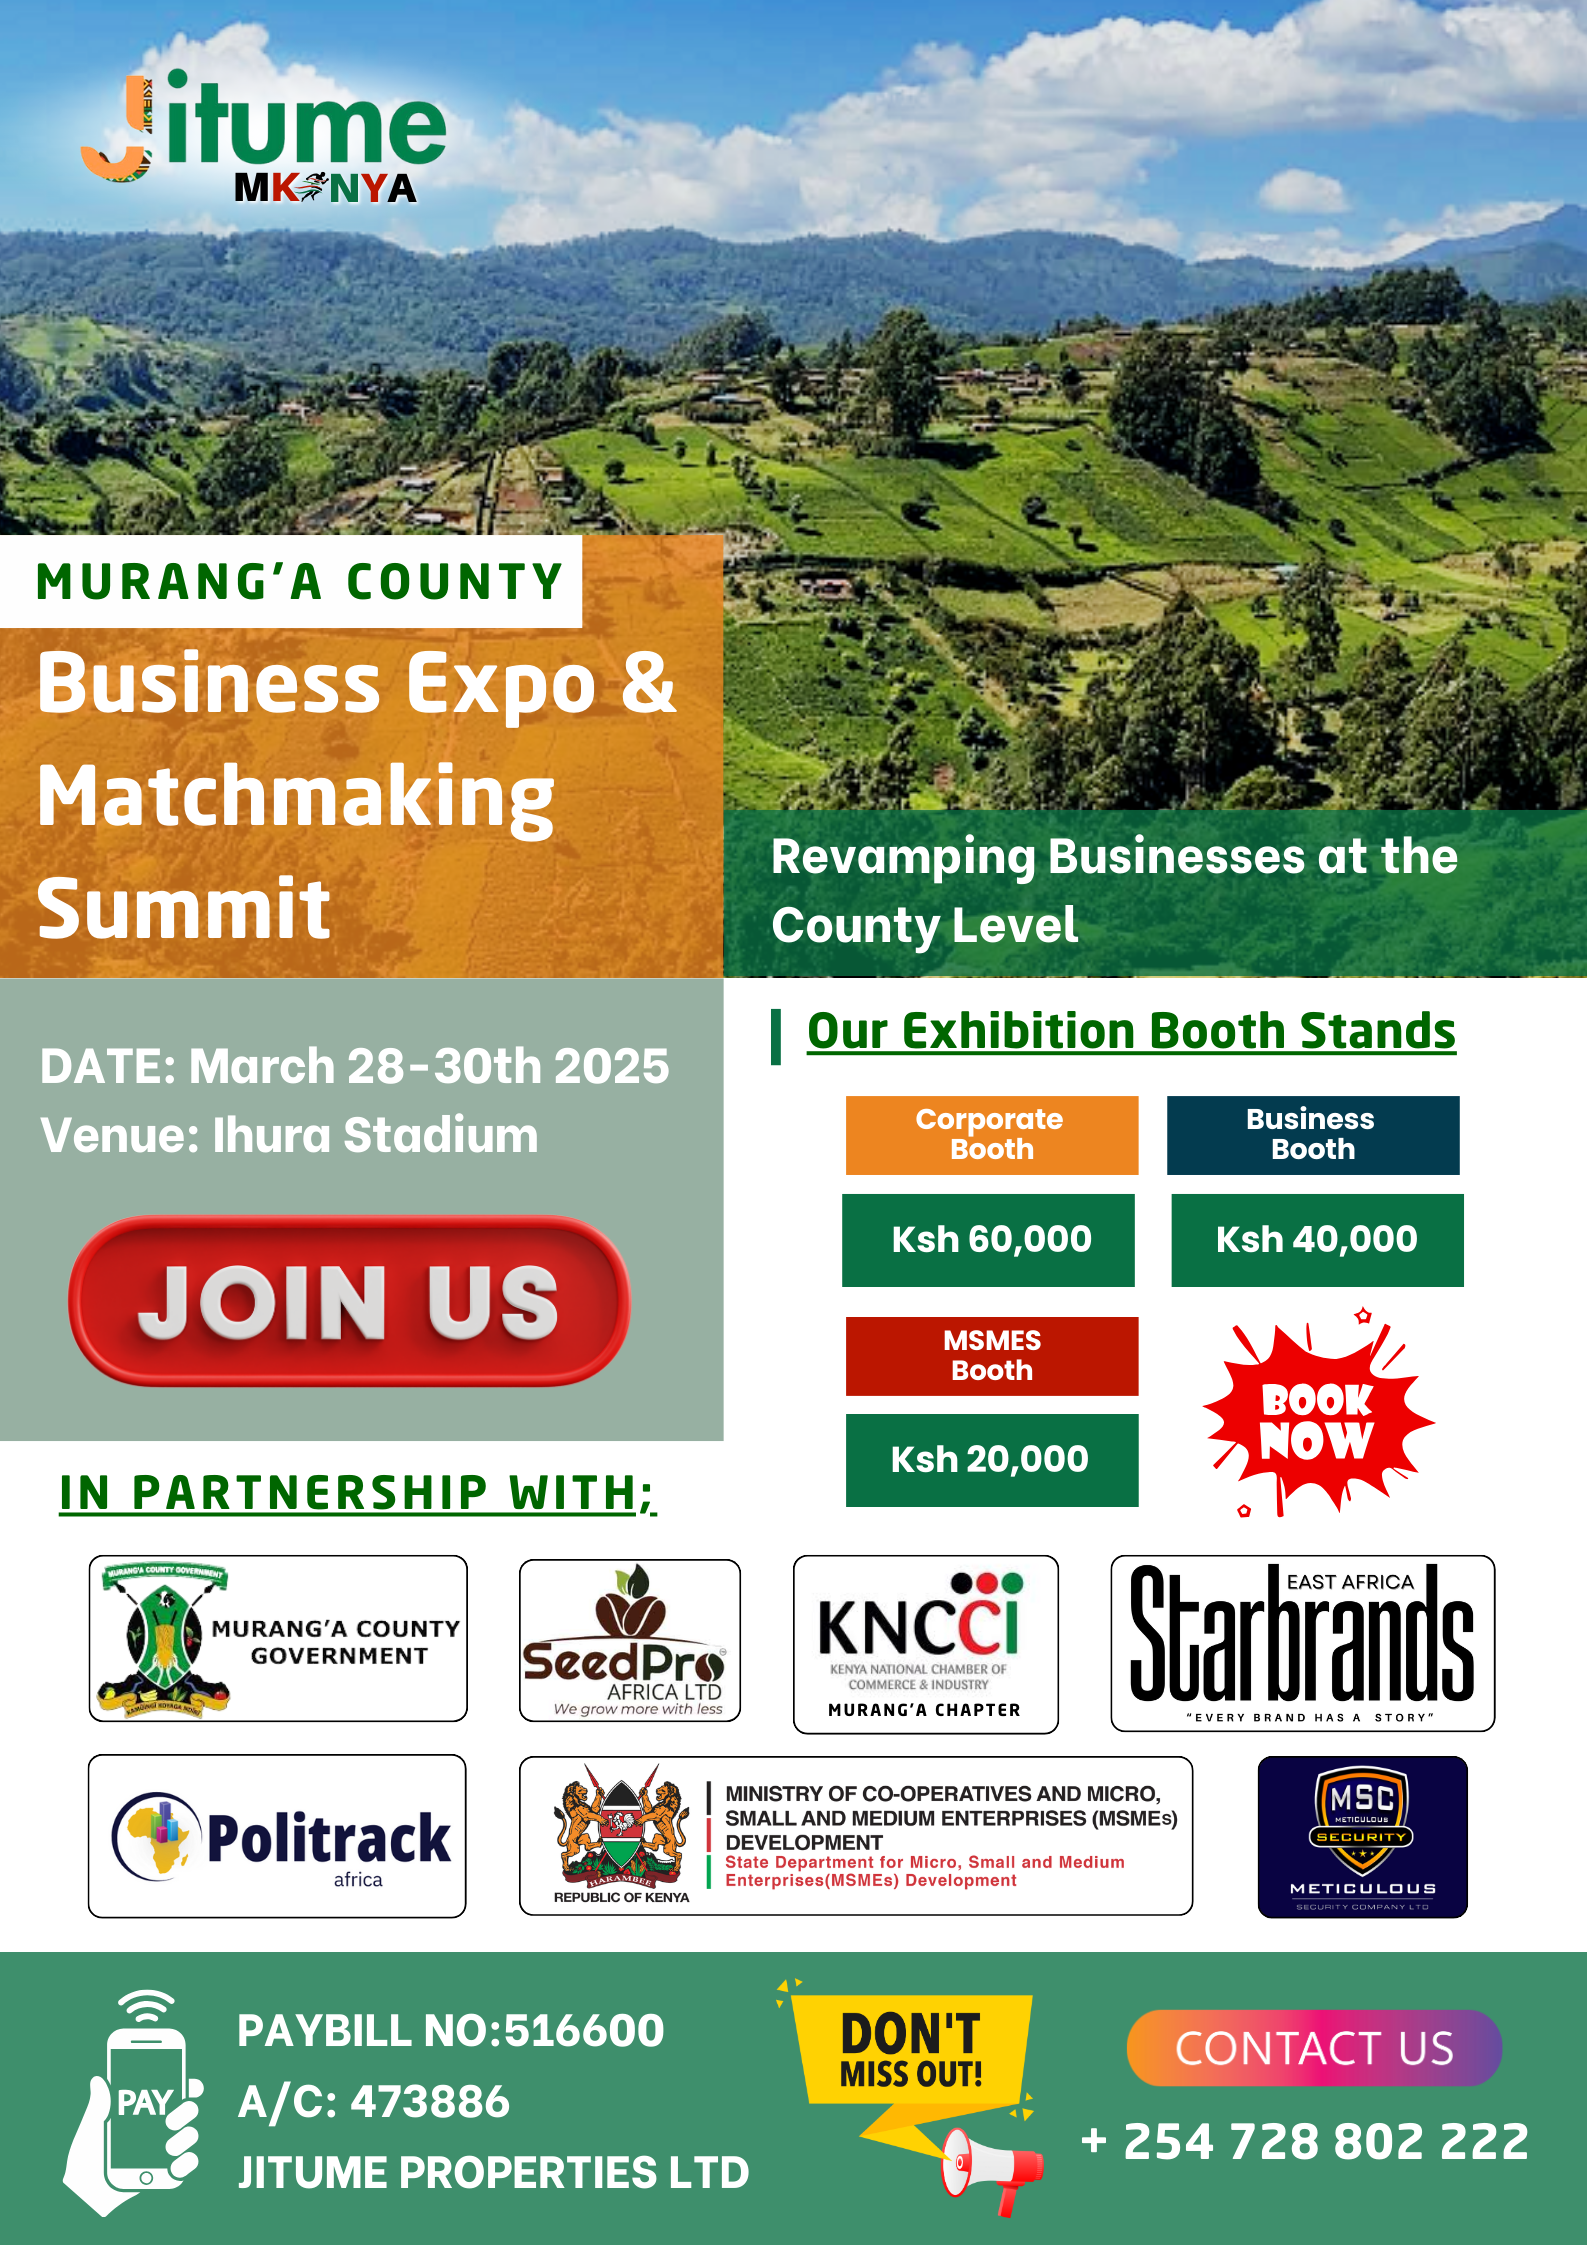 Jitume
MKNYA
MURANG'A COUNTY
Business Expo &
Matchmaking
Summit
Revamping Businesses at the
County Level
DATE: March 28-30th 2025
Venue: Ihura Stadium
JOIN US
Our Exhibition Booth Stands
Corporate
Booth
Business
Booth
Ksh 60,000
Ksh 40,000
MSMES
Booth
Ksh 20,000
BOOK
NOW
IN PARTNERSHIP WITH;
MURANG'A COUNTY GOVERNMENT
MURANG'A COUNTY
GOVERNMENT
SeedPro
AFRICA LTD
We grow more with less
KNCCI
KENYA NATIONAL CHAMBER OF
COMMERCE & INDUSTRY
MURANG'A CHAPTER
EAST AFRICA
Starbrands
"EVERY BRAND HAS A STORY"
Politrack
africa
HARAMBEE
REPUBLIC OF KENYA
MINISTRY OF CO-OPERATIVES AND MICRO,
SMALL AND MEDIUM ENTERPRISES (MSMEs)
DEVELOPMENT
State Department for Micro, Small and Medium
Enterprises(MSMEs) Development
MSC
METICULOUS
SECURITY
METICULOUS
SECURITY COMPANY LTD
PAY
PAYBILL NO:516600
A/C: 473886
JITUME PROPERTIES LTD
DON'T
MISS OUT!
CONTACT US
+ 254 728 802 222